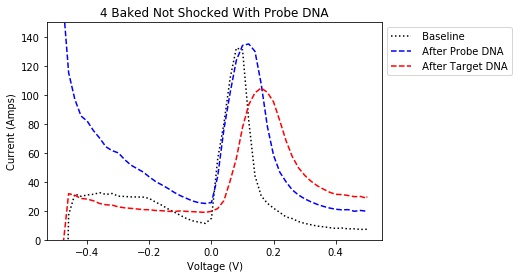 4 Baked Not Shocked With Probe DNA
Baseline
After Probe DNA
After Target DNA
Current (Amps)
140
120
100
80
60
40
20
0
−0.4
−0.2
0.0
0.2
0.4
Voltage (V)